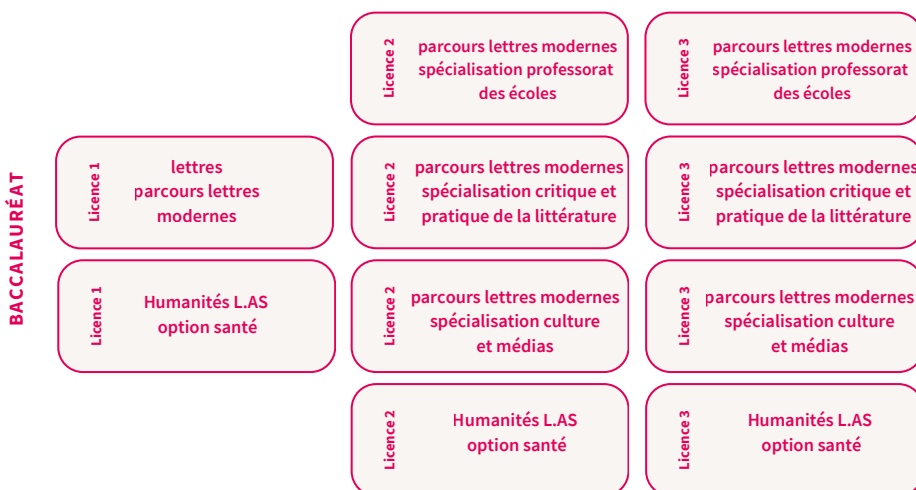 BACCALAURÉAT
Licence 1
lettres
parcours lettres
modernes
Licence 1
Humanités L.AS
option santé
Licence 2
parcours lettres modernes
spécialisation professorat
des écoles
Licence 2
parcours lettres modernes
spécialisation critique et
pratique de la littérature
Licence 2
parcours lettres modernes
spécialisation culture
et médias
Licence 2
Humanités L.AS
option santé
Licence 3
parcours lettres modernes
spécialisation professorat
des écoles
Licence 3
parcours lettres modernes
spécialisation critique et
pratique de la littérature
Licence 3
parcours lettres modernes
spécialisation culture
et médias
Licence 3
Humanités L.AS
option santé